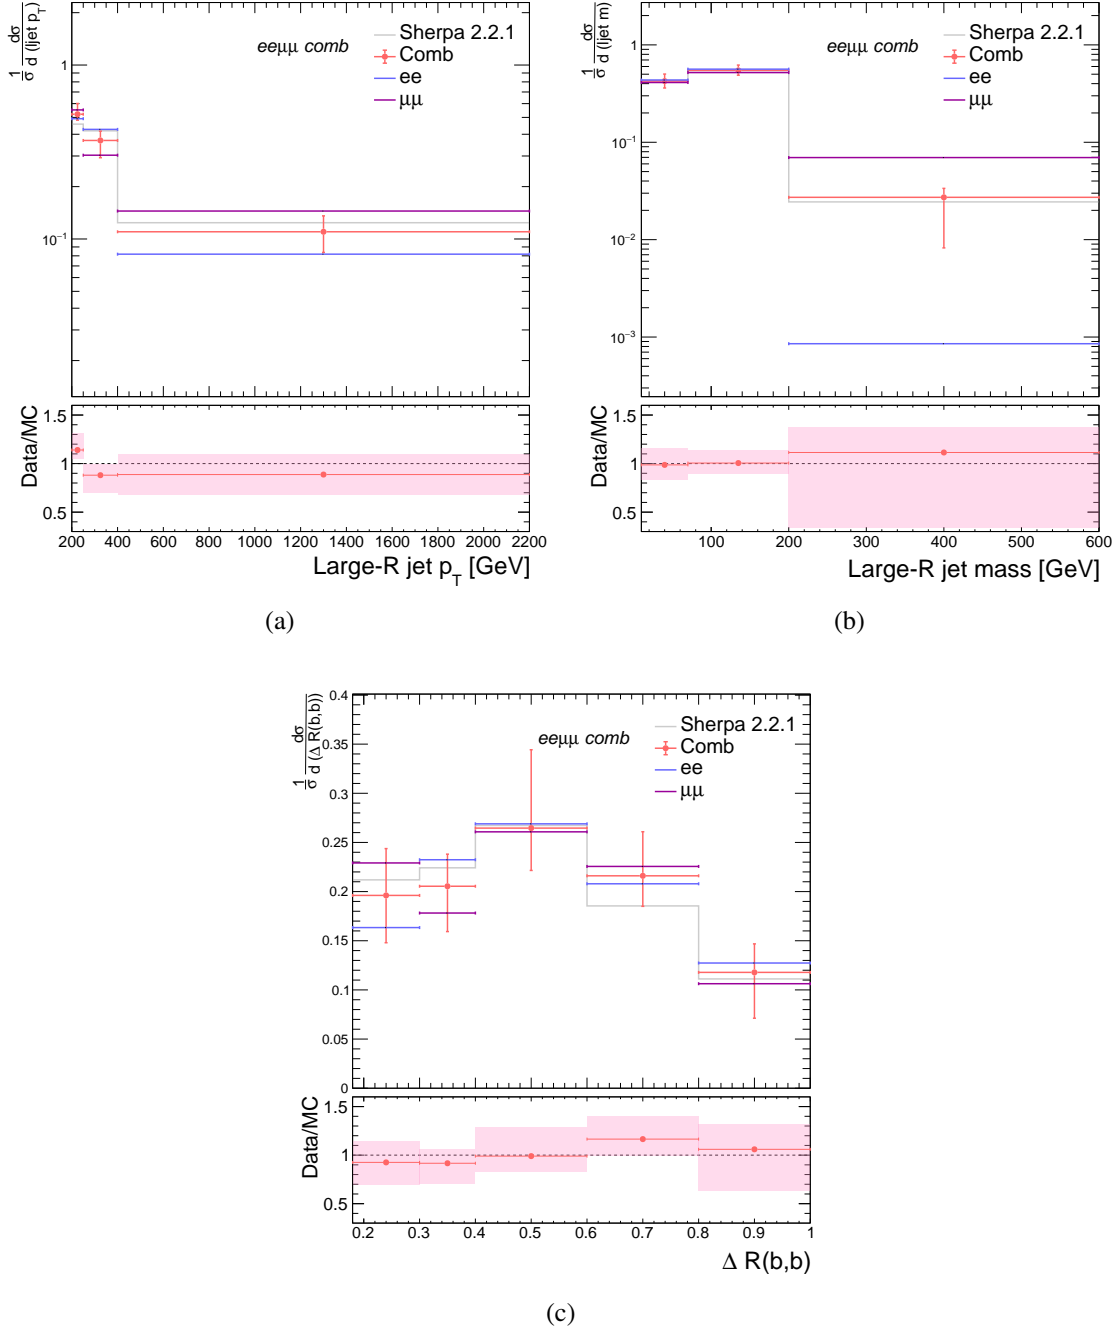 (a)
1/σ dσ/d (ljet p_T)
eeμμ comb
Sherpa 2.2.1
Comb
ee
μμ
1
10⁻¹
Data/MC
1.5
1
0.5
200 400 600 800 1000 1200 1400 1600 1800 2000 2200
Large-R jet p_T [GeV]
(b)
1/σ dσ/d (ljet m)
eeμμ comb
Sherpa 2.2.1
Comb
ee
μμ
1
10⁻¹
10⁻²
10⁻³
Data/MC
1.5
1
0.5
100 200 300 400 500 600
Large-R jet mass [GeV]
1/σ dσ/d (Δ R(b,b))
eeμμ comb
Sherpa 2.2.1
Comb
ee
μμ
0.4
0.35
0.3
0.25
0.2
0.15
0.1
0.05
0
Data/MC
1.5
1
0.5
0.2 0.3 0.4 0.5 0.6 0.7 0.8 0.9 1
Δ R(b,b)
(c)